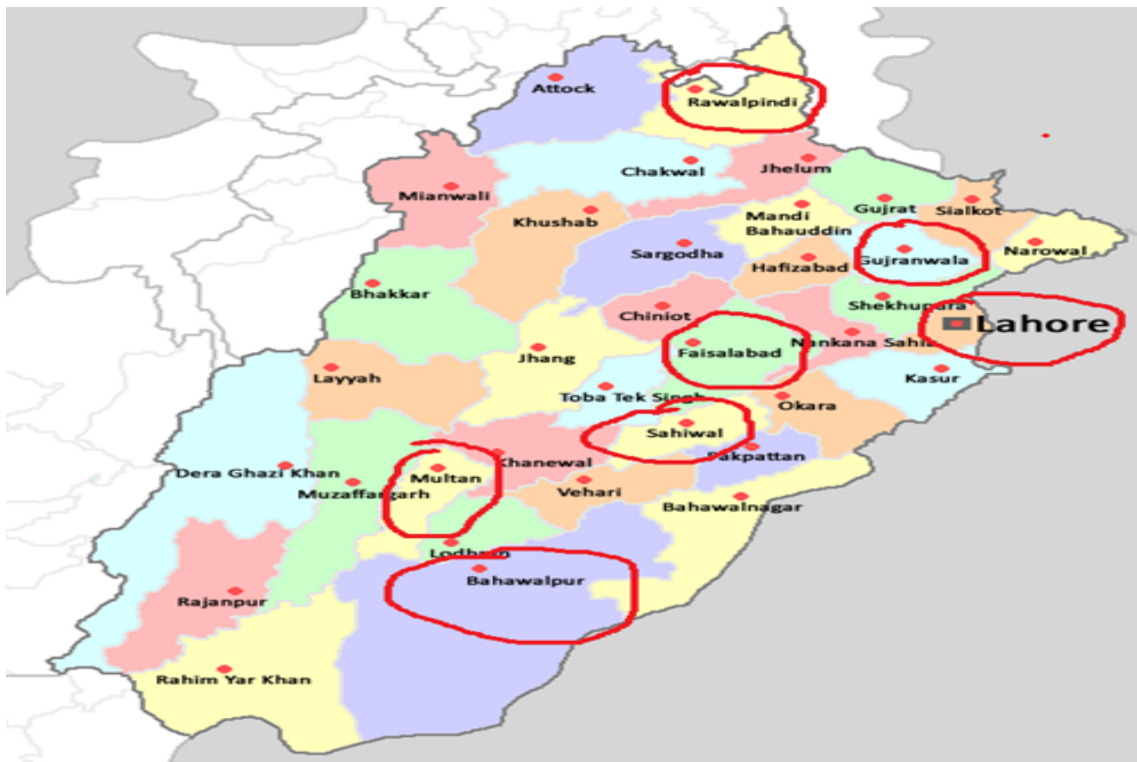 Attock
Rawalpindi
Chakwal
Jhelum
Mianwali
Khushab
Mandi
Bahauddin
Gujrat
Sialkot
Sargodha
Hafizabad
Gujranwala
Narowal
Bhakkar
Chiniot
Shekhupura
Lahore
Jhang
Faisalabad
Nankana Sahib
Layyah
Toba Tek Singh
Okara
Kasur
Sahiwal
Dera Ghazi Khan
Muzaffargarh
Multan
Khanewal
Pakpattan
Vehari
Bahawalnagar
Lodhran
Bahawalpur
Rajanpur
Rahim Yar Khan